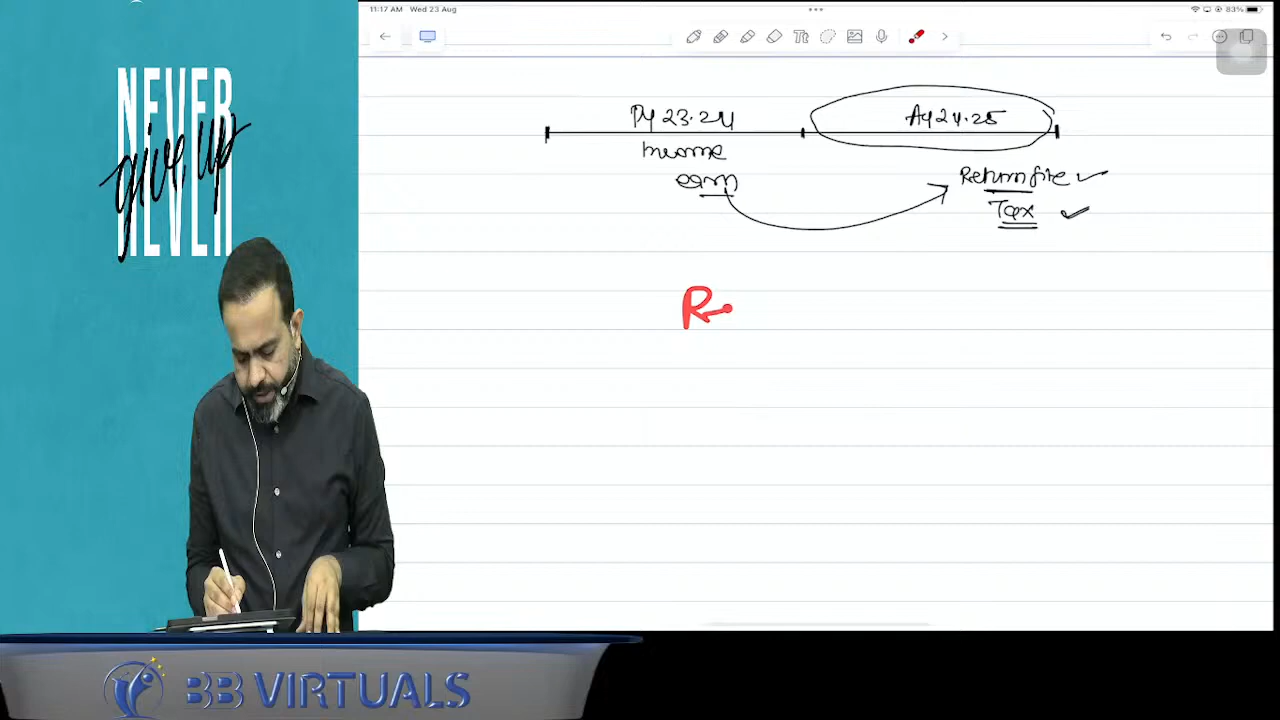 11:17 AM Wed 23 Aug
83%
NEVER
give up
NEVER
Tt
PY 23.24
AY 24.25
Income
earn
Return file
Tax
R
BB VIRTUALS